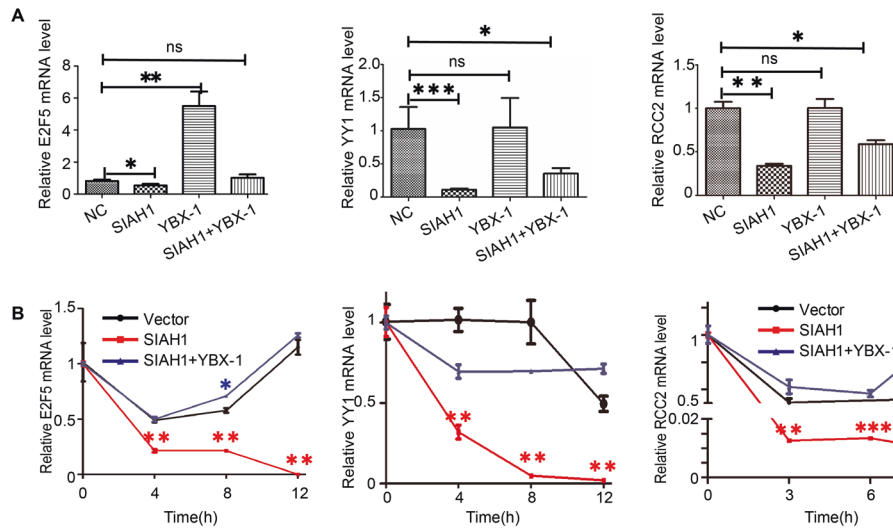 A
Relative E2F5 mRNA level
8
6
4
2
0
ns
**
*
NC
SIAH1
YBX-1
SIAH1+YBX-1
Relative YY1 mRNA level
2.0
1.5
1
0.5
0
*
ns
***
NC
SIAH1
YBX-1
SIAH1+YBX-1
Relative RCC2 mRNA level
1.5
1.0
0.5
0
*
ns
**
NC
SIAH1
YBX-1
SIAH1+YBX-1
B
Relative E2F5 mRNA level
1.5
1
0.5
0
Vector
SIAH1
SIAH1+YBX-1
*
** ** **
0 4 8 12
Time(h)
Relative YY1 mRNA level
1
0.5
0
** ** **
0 4 8 12
Time(h)
Relative RCC2 mRNA level
1
0.5
0.02
0
Vector
SIAH1
SIAH1+YBX-1
** ***
0 3 6
Time(h)